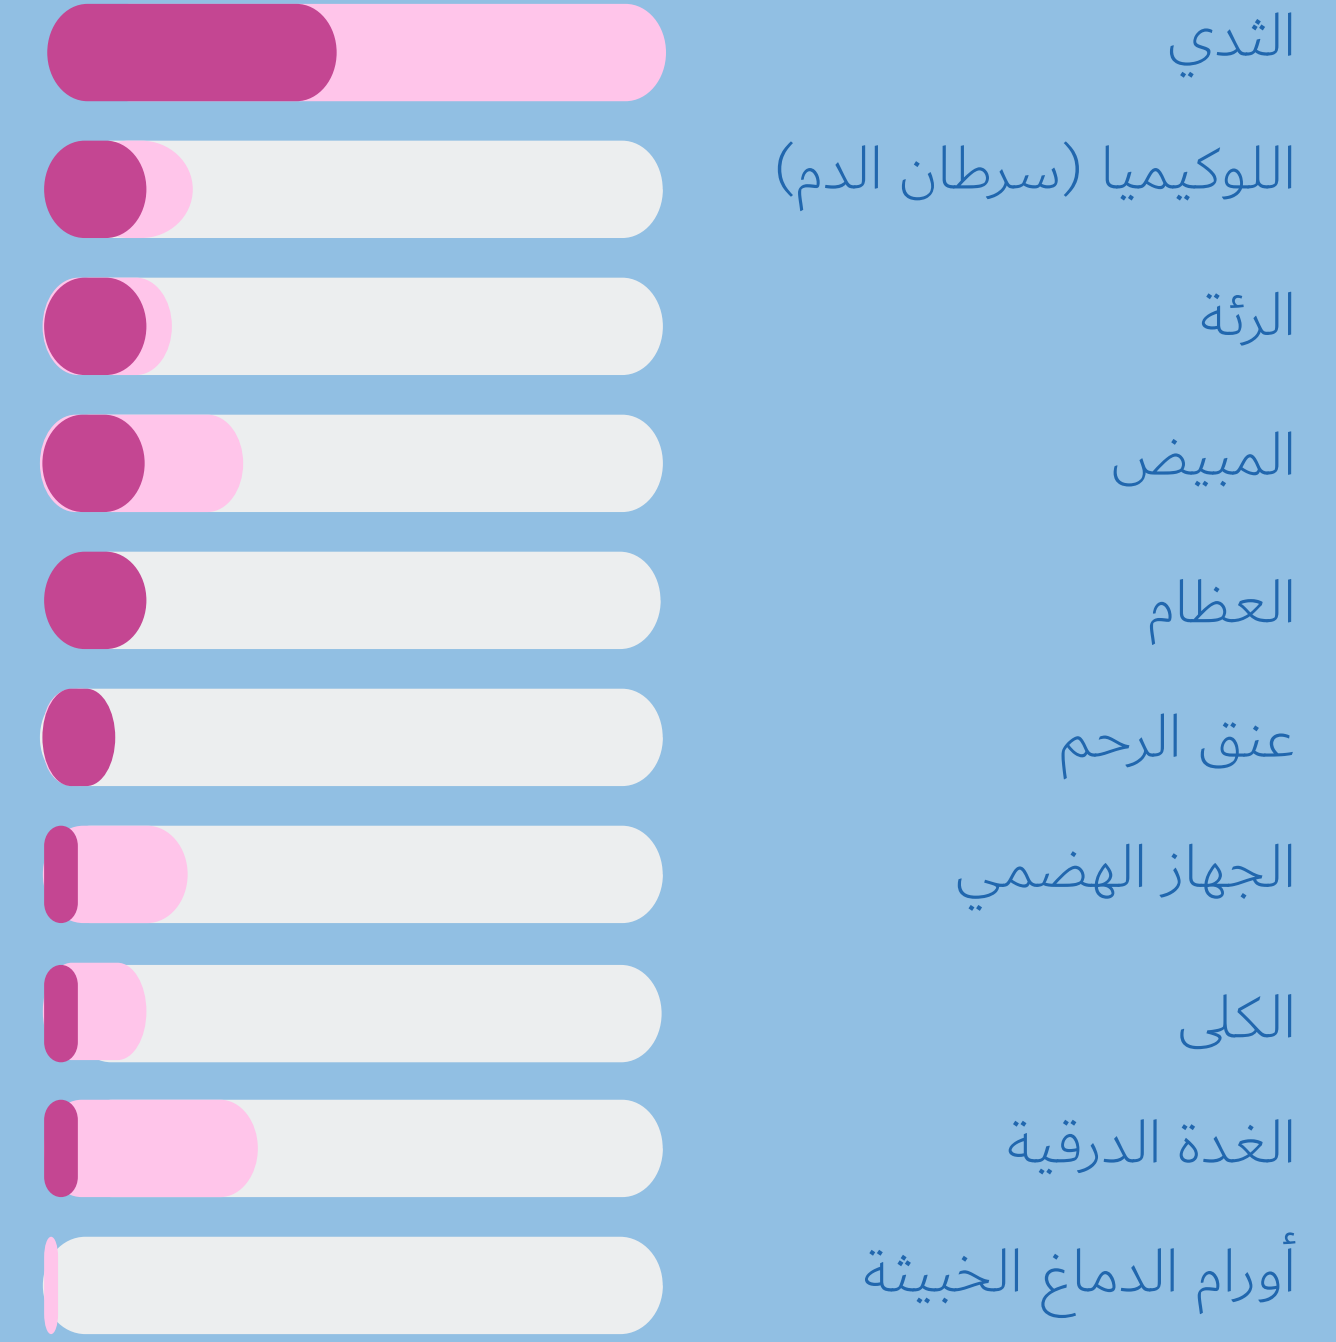 الثدي
اللوكيميا (سرطان الدم)
الرئة
المبيض
العظام
عنق الرحم
الجهاز الهضمي
الكلى
الغدة الدرقية
أورام الدماغ الخبيثة